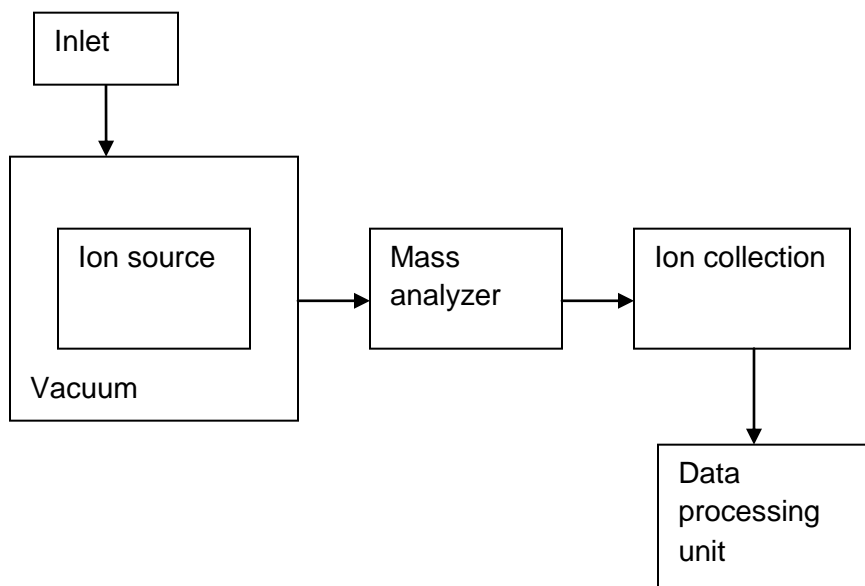 Inlet
Ion source
Vacuum
Mass
analyzer
Ion collection
Data
processing
unit